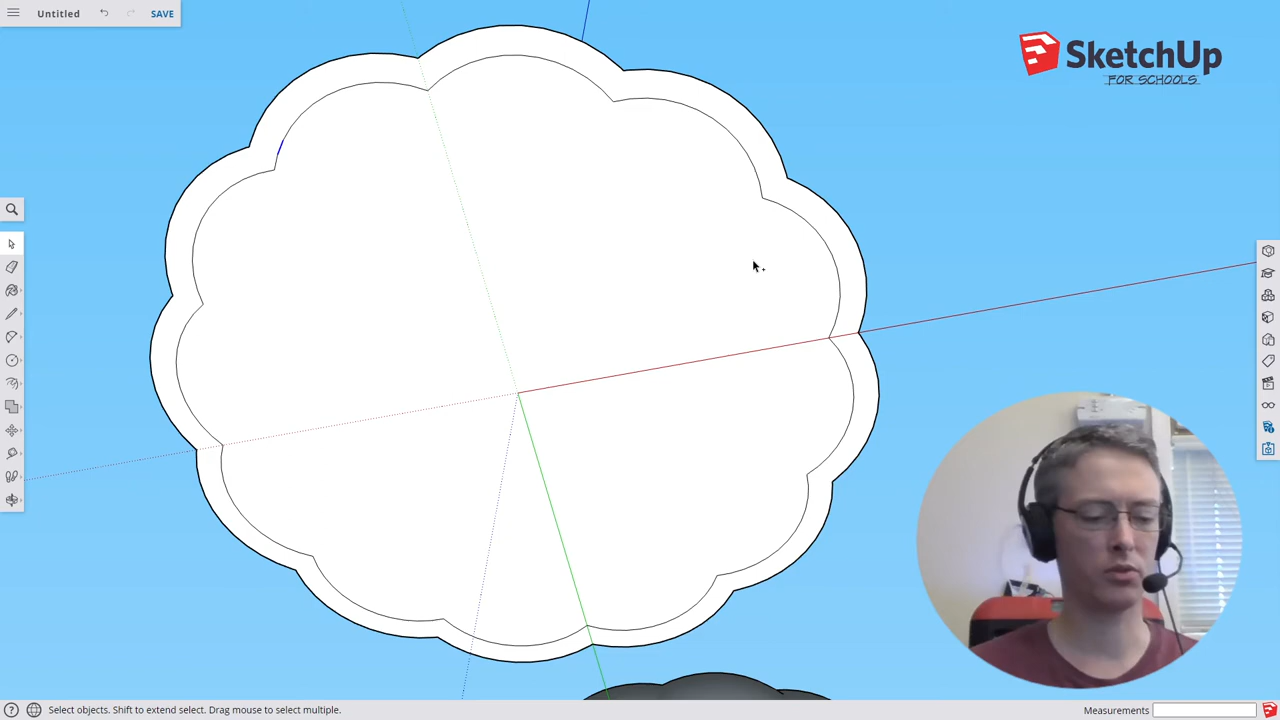 Untitled
SAVE
SketchUp
FOR SCHOOLS
Select objects. Shift to extend select. Drag mouse to select multiple.
Measurements